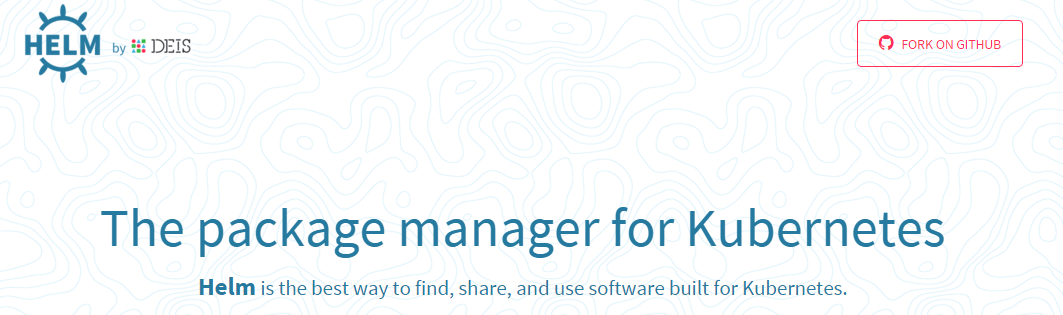 HELM by DEIS
FORK ON GITHUB
The package manager for Kubernetes
Helm is the best way to find, share, and use software built for Kubernetes.